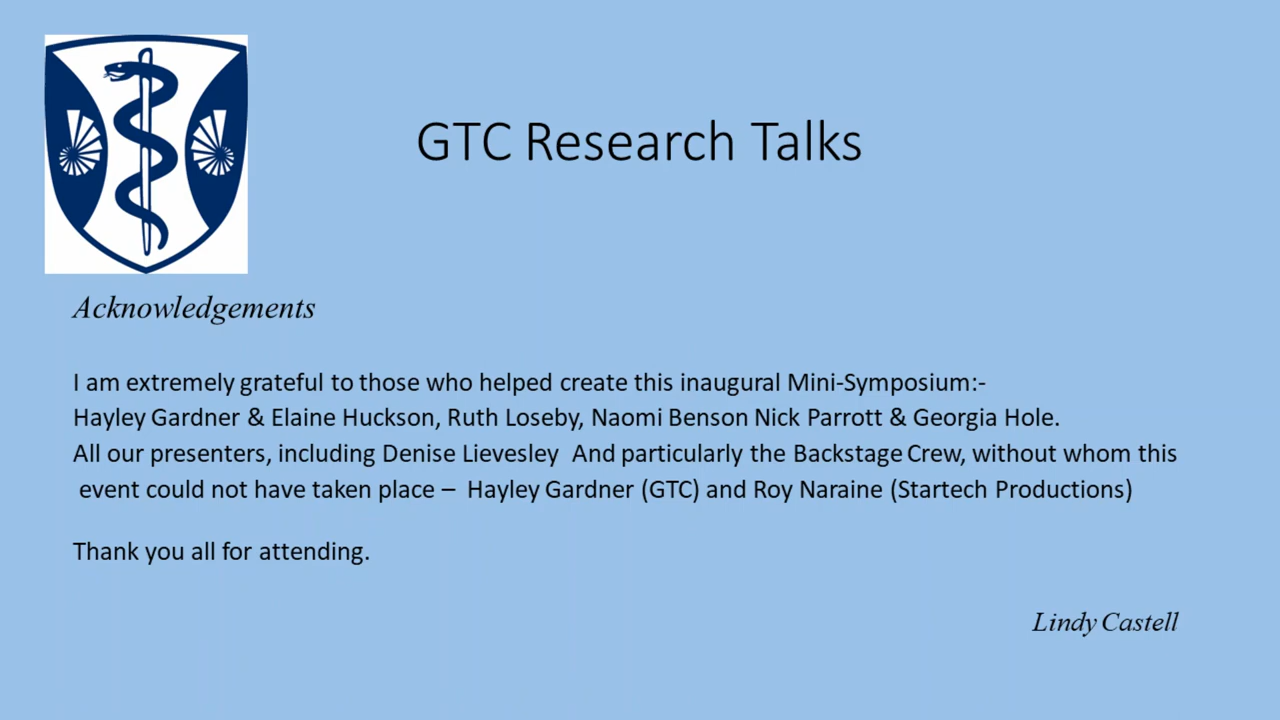 GTC Research Talks
Acknowledgements
I am extremely grateful to those who helped create this inaugural Mini-Symposium:-
Hayley Gardner & Elaine Huckson, Ruth Loseby, Naomi Benson Nick Parrott & Georgia Hole.
All our presenters, including Denise Lievesley And particularly the Backstage Crew, without whom this
event could not have taken place – Hayley Gardner (GTC) and Roy Naraine (Startech Productions)
Thank you all for attending.
Lindy Castell